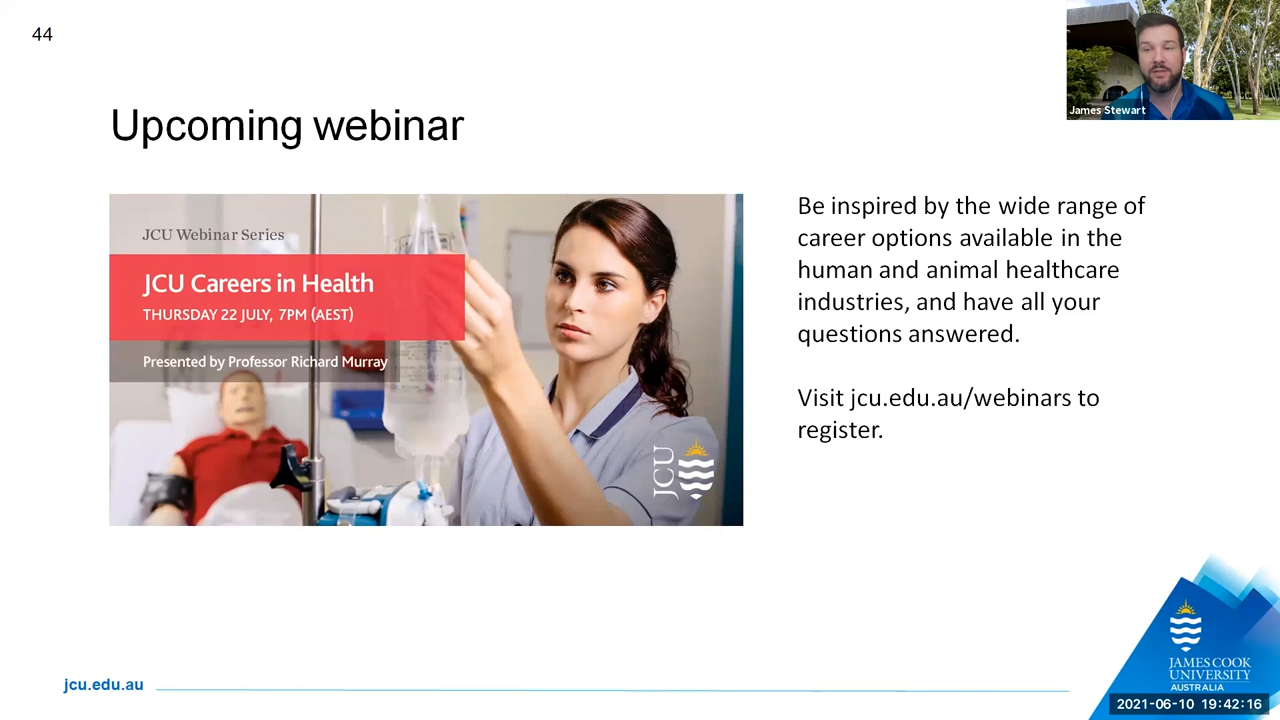 44
James Stewart
Upcoming webinar
JCU Webinar Series
JCU Careers in Health
THURSDAY 22 JULY, 7PM (AEST)
Presented by Professor Richard Murray
JCU
Be inspired by the wide range of
career options available in the
human and animal healthcare
industries, and have all your
questions answered.
Visit jcu.edu.au/webinars to
register.
jcu.edu.au
JAMES COOK
UNIVERSITY
AUSTRALIA
2021-06-10 19:42:16